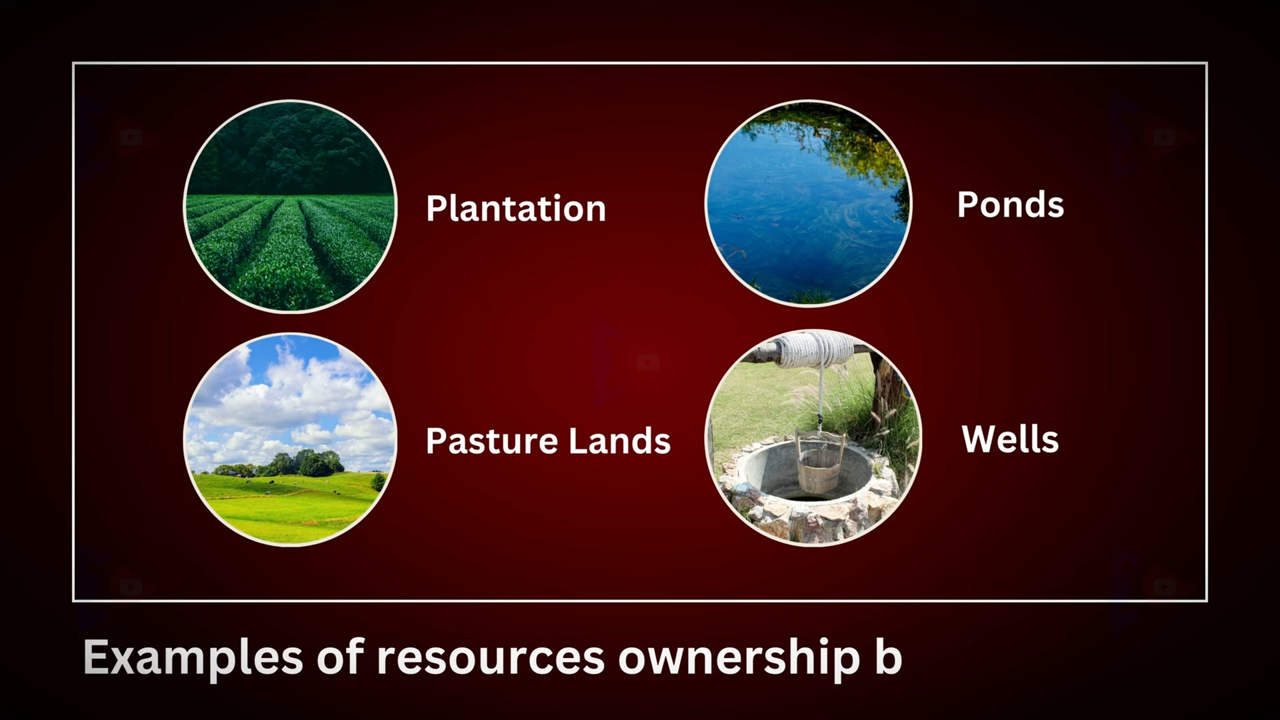 Plantation
Ponds
Pasture Lands
Wells
Examples of resources ownership b